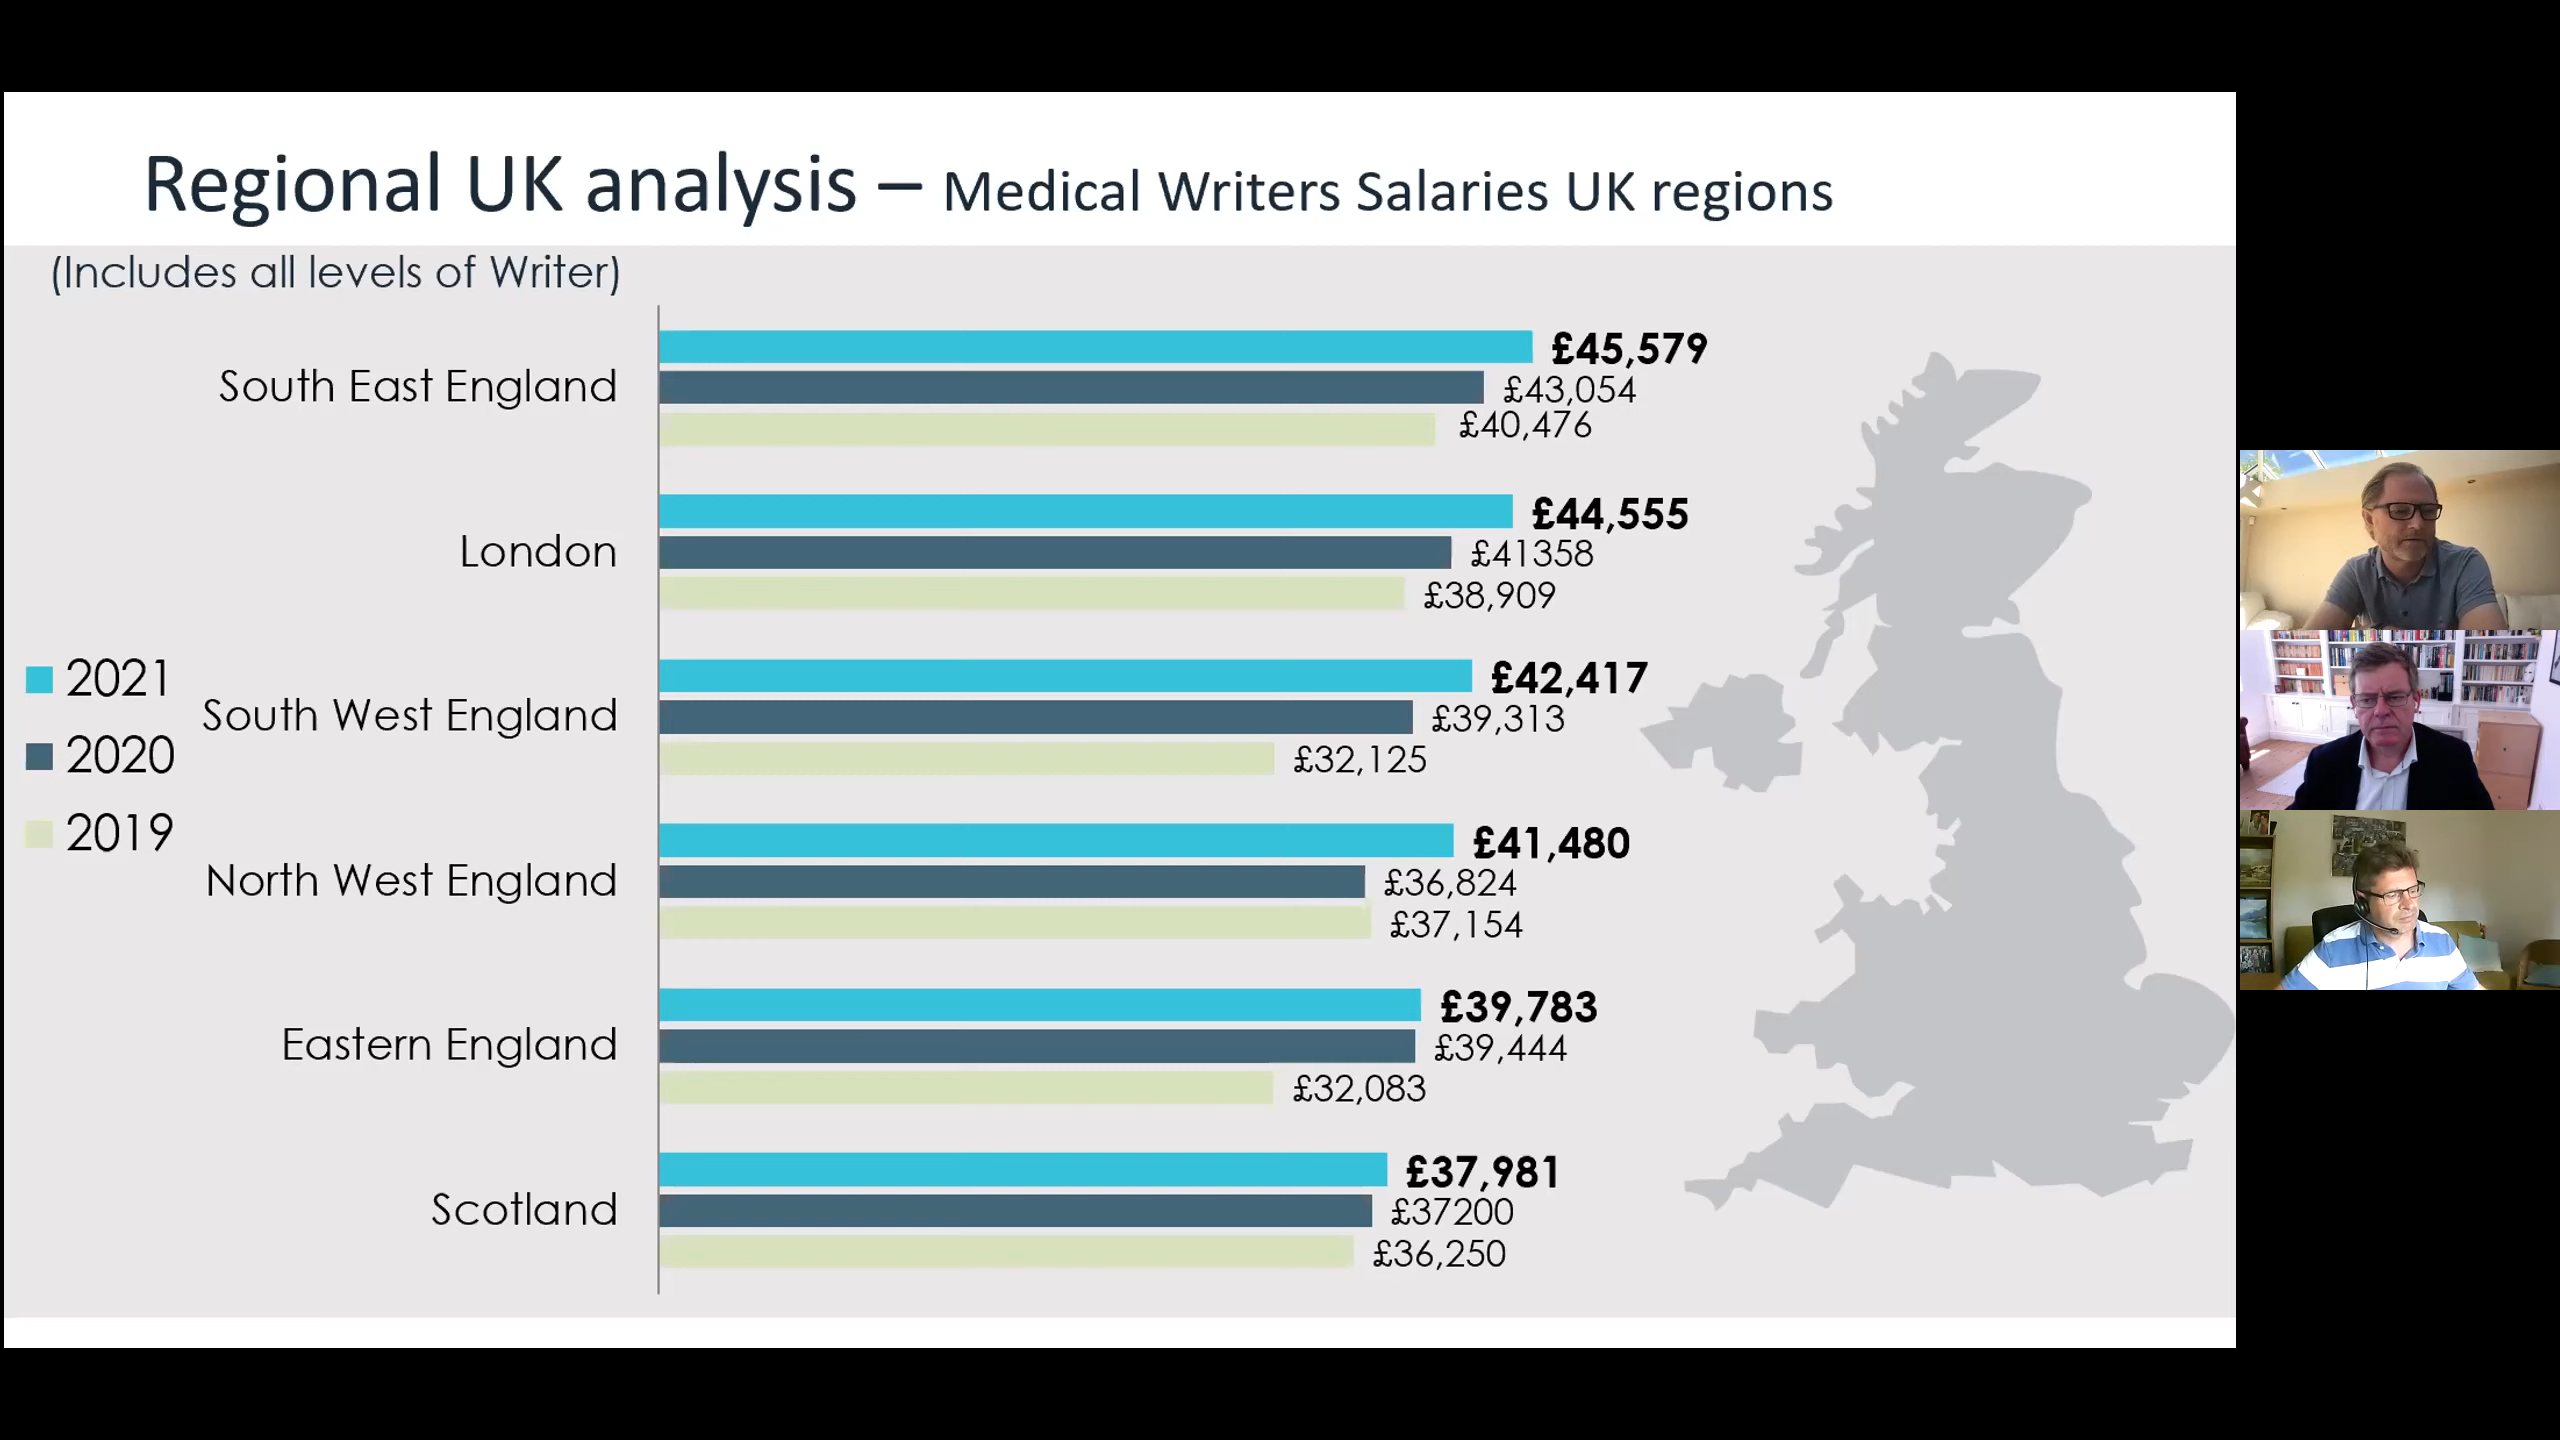 Regional UK analysis – Medical Writers Salaries UK regions
(Includes all levels of Writer)
South East England
£45,579
£43,054
£40,476
London
£44,555
£41358
£38,909
2021
2020
2019
South West England
£42,417
£39,313
£32,125
North West England
£41,480
£36,824
£37,154
Eastern England
£39,783
£39,444
£32,083
Scotland
£37,981
£37200
£36,250